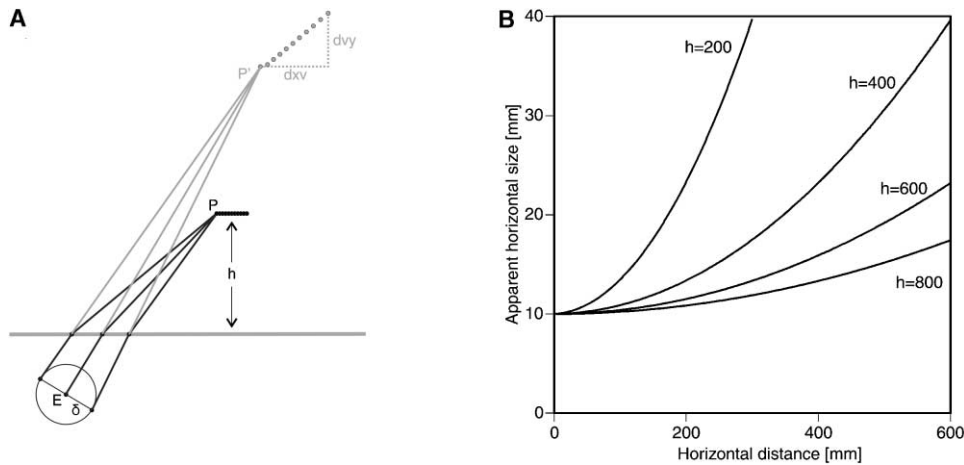 A
dvy
P'
dxv
P
h
E
δ
B
40
30
20
10
0
Apparent horizontal size [mm]
h=200
h=400
h=600
h=800
0
200
400
600
Horizontal distance [mm]